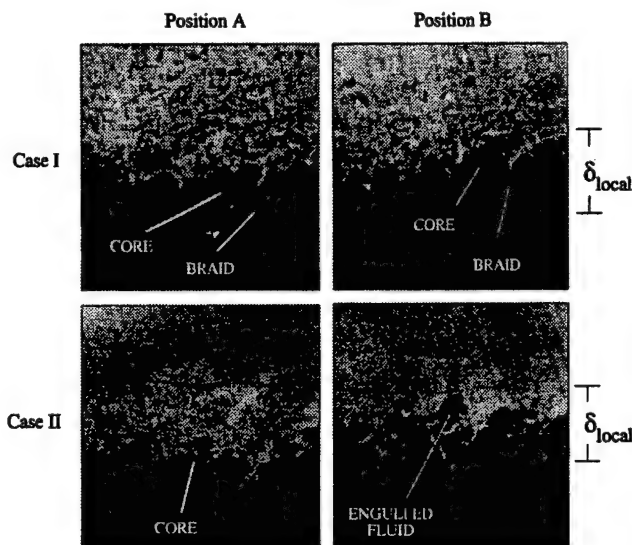 Position A
Position B
Case I
CORE
BRAID
CORE
BRAID
δlocal
Case II
CORE
ENGULFED
FLUID
δlocal